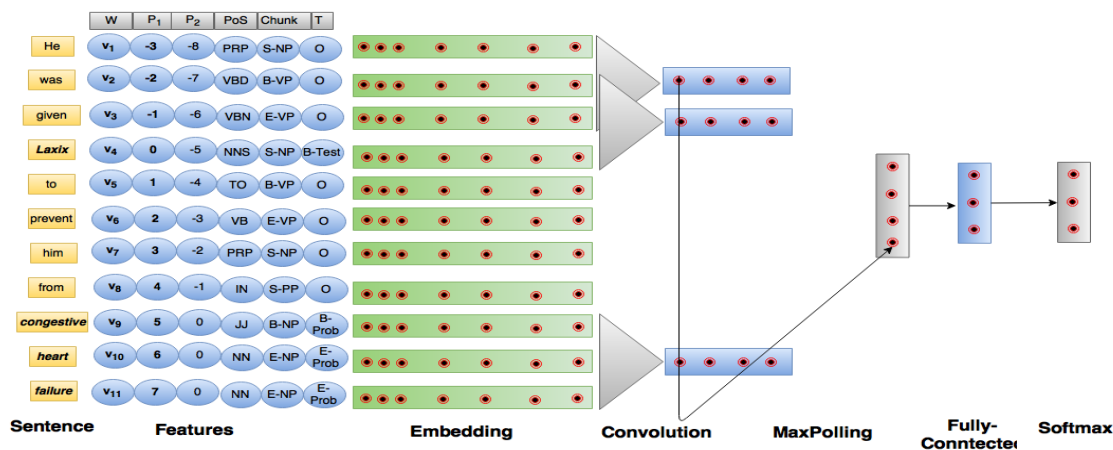 W P₁ P₂ PoS Chunk T
He v₁ -3 -8 PRP S-NP O
was v₂ -2 -7 VBD B-VP O
given v₃ -1 -6 VBN E-VP O
Laxix v₄ 0 -5 NNS S-NP B-Test
to v₅ 1 -4 TO B-VP O
prevent v₆ 2 -3 VB E-VP O
him v₇ 3 -2 PRP S-NP O
from v₈ 4 -1 IN S-PP O
congestive v₉ 5 0 JJ B-NP B-Prob
heart v₁₀ 6 0 NN E-NP E-Prob
failure v₁₁ 7 0 NN E-NP E-Prob
Sentence Features Embedding Convolution MaxPolling Fully-Conntected Softmax